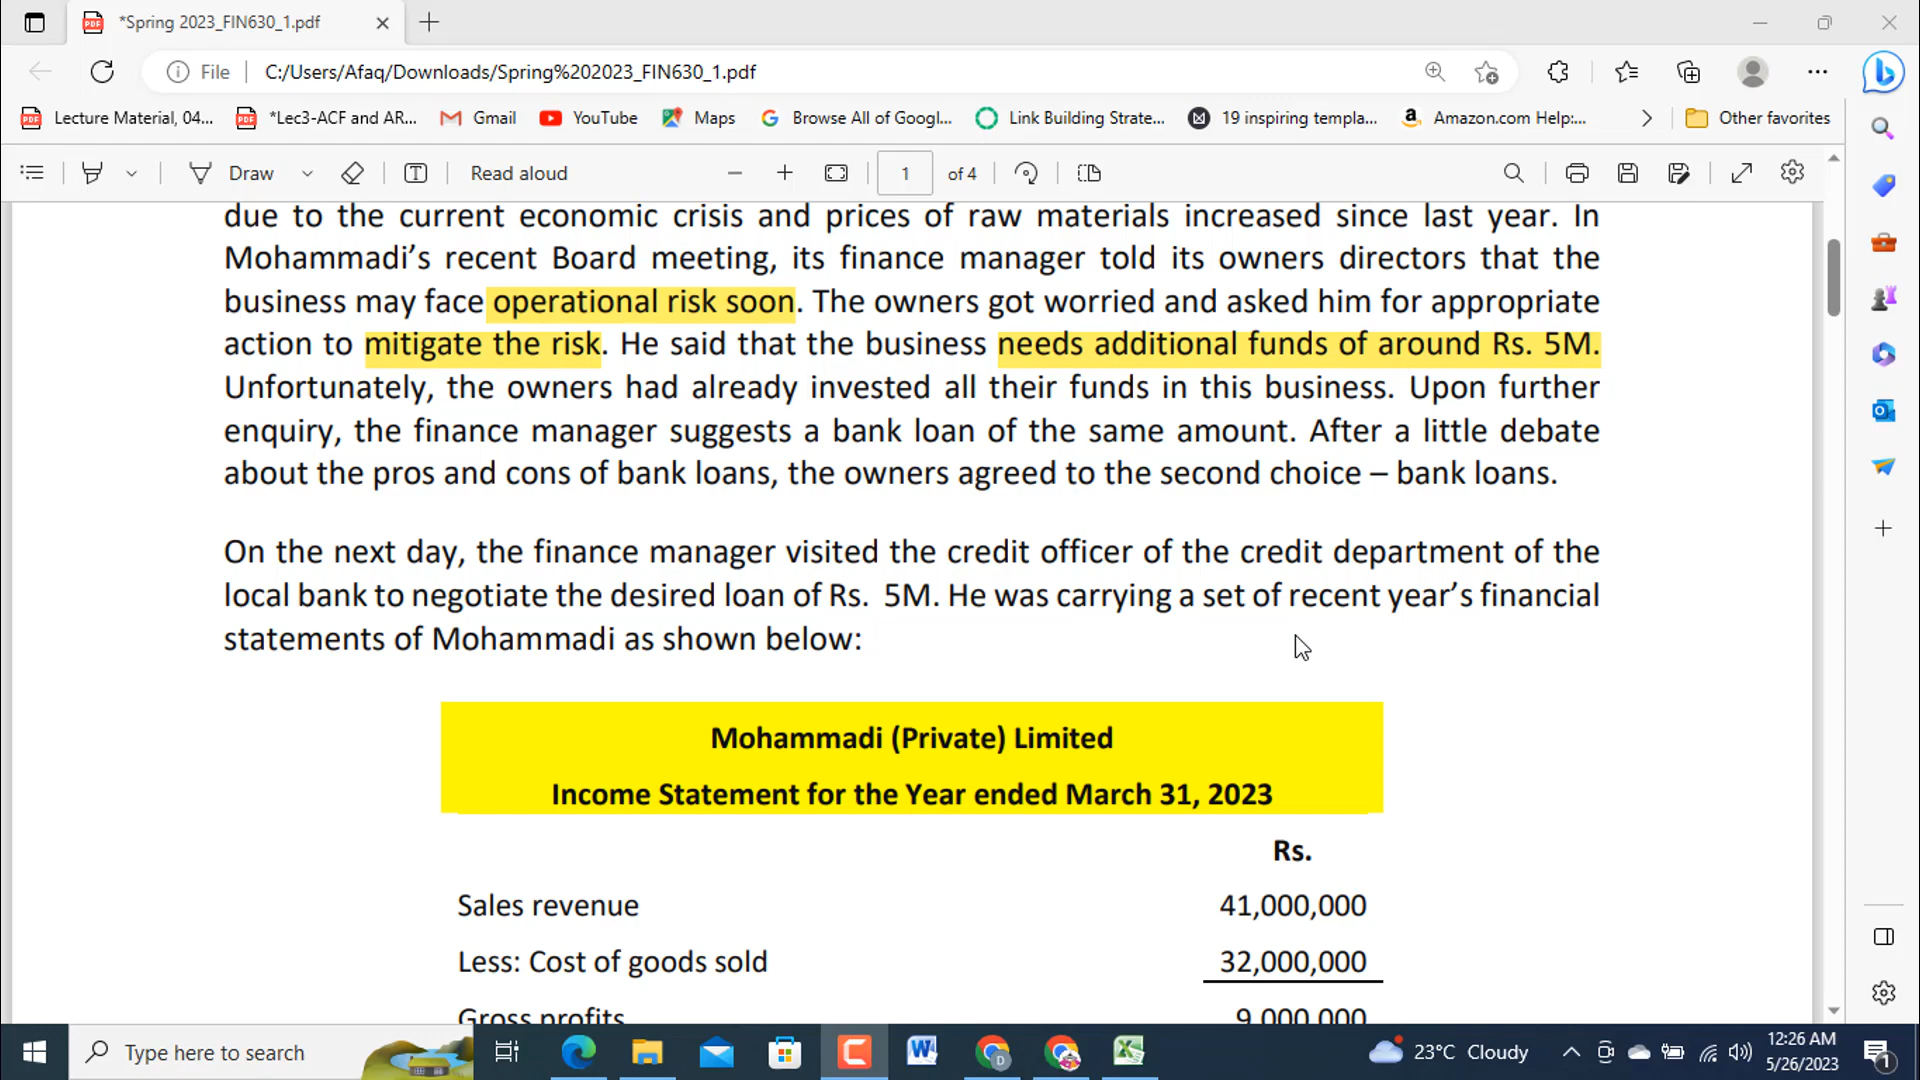 *Spring 2023_FIN630_1.pdf
File
C:/Users/Afaq/Downloads/Spring%202023_FIN630_1.pdf
Lecture Material, 04...
*Lec3-ACF and AR...
Gmail
YouTube
Maps
Browse All of Googl...
Link Building Strate...
19 inspiring templa...
Amazon.com Help:...
Other favorites
Draw
Read aloud
1 of 4
due to the current economic crisis and prices of raw materials increased since last year. In
Mohammadi’s recent Board meeting, its finance manager told its owners directors that the
business may face operational risk soon. The owners got worried and asked him for appropriate
action to mitigate the risk. He said that the business needs additional funds of around Rs. 5M.
Unfortunately, the owners had already invested all their funds in this business. Upon further
enquiry, the finance manager suggests a bank loan of the same amount. After a little debate
about the pros and cons of bank loans, the owners agreed to the second choice – bank loans.
On the next day, the finance manager visited the credit officer of the credit department of the
local bank to negotiate the desired loan of Rs. 5M. He was carrying a set of recent year’s financial
statements of Mohammadi as shown below:
Mohammadi (Private) Limited
Income Statement for the Year ended March 31, 2023
Rs.
Sales revenue 41,000,000
Less: Cost of goods sold 32,000,000
Gross profits 9,000,000
Type here to search
23°C Cloudy
12:26 AM
5/26/2023
1